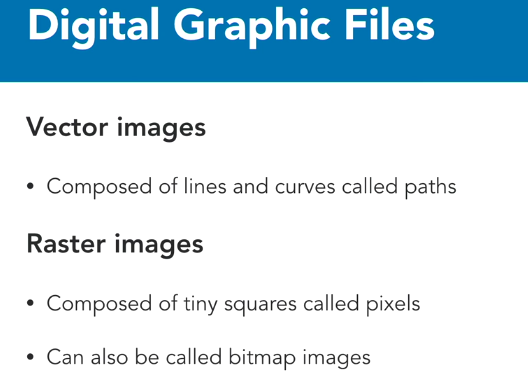 Digital Graphic Files
Vector images
• Composed of lines and curves called paths
Raster images
• Composed of tiny squares called pixels
• Can also be called bitmap images